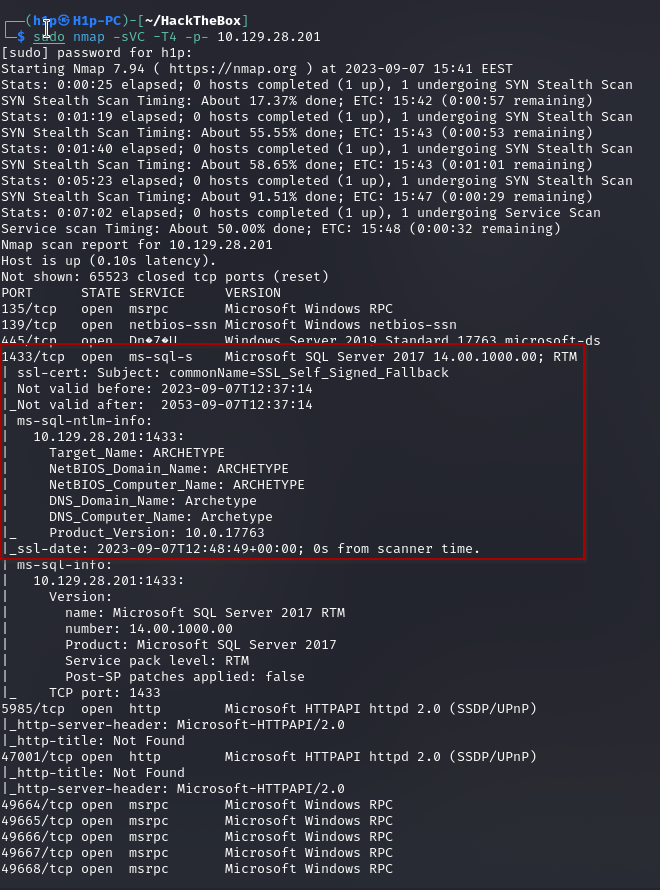 ┌──(h1p㉿H1p-PC)-[~/HackTheBox]
└─$ sudo nmap -sVC -T4 -p- 10.129.28.201
[sudo] password for h1p:
Starting Nmap 7.94 ( https://nmap.org ) at 2023-09-07 15:41 EEST
Stats: 0:00:25 elapsed; 0 hosts completed (1 up), 1 undergoing SYN Stealth Scan
SYN Stealth Scan Timing: About 17.37% done; ETC: 15:42 (0:00:57 remaining)
Stats: 0:01:19 elapsed; 0 hosts completed (1 up), 1 undergoing SYN Stealth Scan
SYN Stealth Scan Timing: About 55.55% done; ETC: 15:43 (0:00:53 remaining)
Stats: 0:01:40 elapsed; 0 hosts completed (1 up), 1 undergoing SYN Stealth Scan
SYN Stealth Scan Timing: About 58.65% done; ETC: 15:43 (0:01:01 remaining)
Stats: 0:05:23 elapsed; 0 hosts completed (1 up), 1 undergoing SYN Stealth Scan
SYN Stealth Scan Timing: About 91.51% done; ETC: 15:47 (0:00:29 remaining)
Stats: 0:07:02 elapsed; 0 hosts completed (1 up), 1 undergoing Service Scan
Service scan Timing: About 50.00% done; ETC: 15:48 (0:00:32 remaining)
Nmap scan report for 10.129.28.201
Host is up (0.10s latency).
Not shown: 65523 closed tcp ports (reset)
PORT      STATE SERVICE      VERSION
135/tcp   open  msrpc        Microsoft Windows RPC
139/tcp   open  netbios-ssn  Microsoft Windows netbios-ssn
445/tcp   open               Windows Server 2019 Standard 17763 microsoft-ds
1433/tcp  open  ms-sql-s     Microsoft SQL Server 2017 14.00.1000.00; RTM
| ssl-cert: Subject: commonName=SSL_Self_Signed_Fallback
| Not valid before: 2023-09-07T12:37:14
|_Not valid after:  2053-09-07T12:37:14
| ms-sql-ntlm-info:
|   10.129.28.201:1433:
|     Target_Name: ARCHETYPE
|     NetBIOS_Domain_Name: ARCHETYPE
|     NetBIOS_Computer_Name: ARCHETYPE
|     DNS_Domain_Name: Archetype
|     DNS_Computer_Name: Archetype
|_    Product_Version: 10.0.17763
|_ssl-date: 2023-09-07T12:48:49+00:00; 0s from scanner time.
| ms-sql-info:
|   10.129.28.201:1433:
|     Version:
|       name: Microsoft SQL Server 2017 RTM
|       number: 14.00.1000.00
|       Product: Microsoft SQL Server 2017
|       Service pack level: RTM
|       Post-SP patches applied: false
|_    TCP port: 1433
5985/tcp  open  http         Microsoft HTTPAPI httpd 2.0 (SSDP/UPnP)
|_http-server-header: Microsoft-HTTPAPI/2.0
|_http-title: Not Found
47001/tcp open  http         Microsoft HTTPAPI httpd 2.0 (SSDP/UPnP)
|_http-title: Not Found
|_http-server-header: Microsoft-HTTPAPI/2.0
49664/tcp open  msrpc        Microsoft Windows RPC
49665/tcp open  msrpc        Microsoft Windows RPC
49666/tcp open  msrpc        Microsoft Windows RPC
49667/tcp open  msrpc        Microsoft Windows RPC
49668/tcp open  msrpc        Microsoft Windows RPC